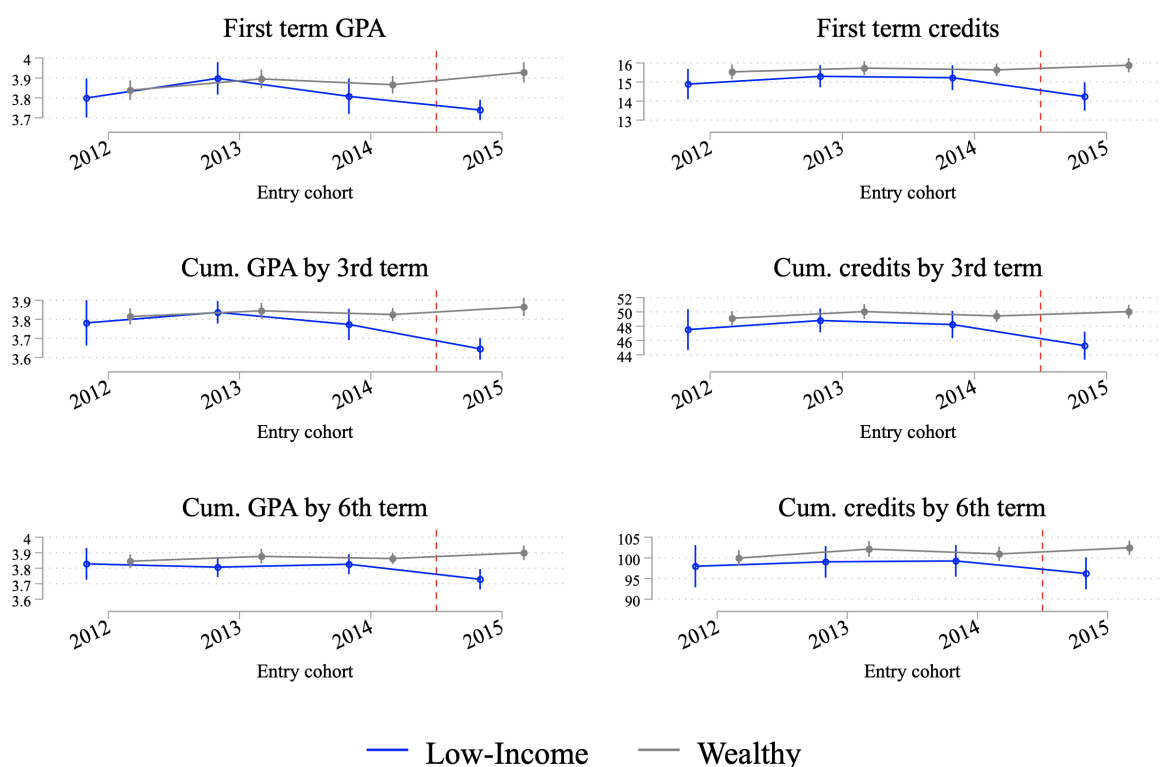 First term GPA
4
3.9
3.8
3.7
2012 2013 2014 2015
Entry cohort
First term credits
16
15
14
13
2012 2013 2014 2015
Entry cohort
Cum. GPA by 3rd term
3.9
3.8
3.7
3.6
2012 2013 2014 2015
Entry cohort
Cum. credits by 3rd term
52
50
48
46
44
2012 2013 2014 2015
Entry cohort
Cum. GPA by 6th term
4
3.9
3.8
3.7
3.6
2012 2013 2014 2015
Entry cohort
Cum. credits by 6th term
105
100
95
90
2012 2013 2014 2015
Entry cohort
Low-Income Wealthy